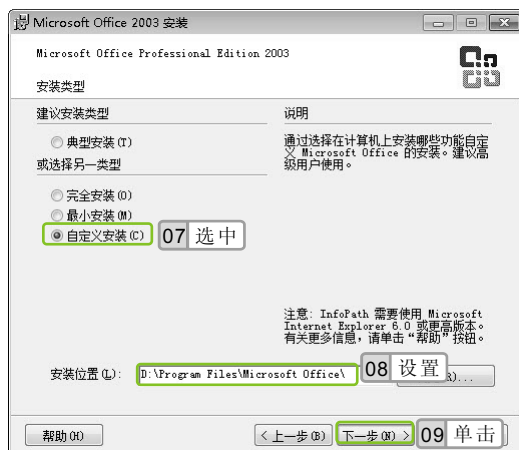 Microsoft Office 2003 安装
Microsoft Office Professional Edition 2003
安装类型
建议安装类型
典型安装(T)
或选择另一类型
完全安装(O)
最小安装(M)
自定义安装(C)
07 选中
说明
通过选择在计算机上安装哪些功能自定
义 Microsoft Office 的安装。建议高
级用户使用。
注意: InfoPath 需要使用 Microsoft
Internet Explorer 6.0 或更高版本。
有关更多信息,请单击“帮助”按钮。
安装位置(L): D:\Program Files\Microsoft Office\
08 设置
)...
帮助(H) <上一步(B) 下一步(N) > 09 单击